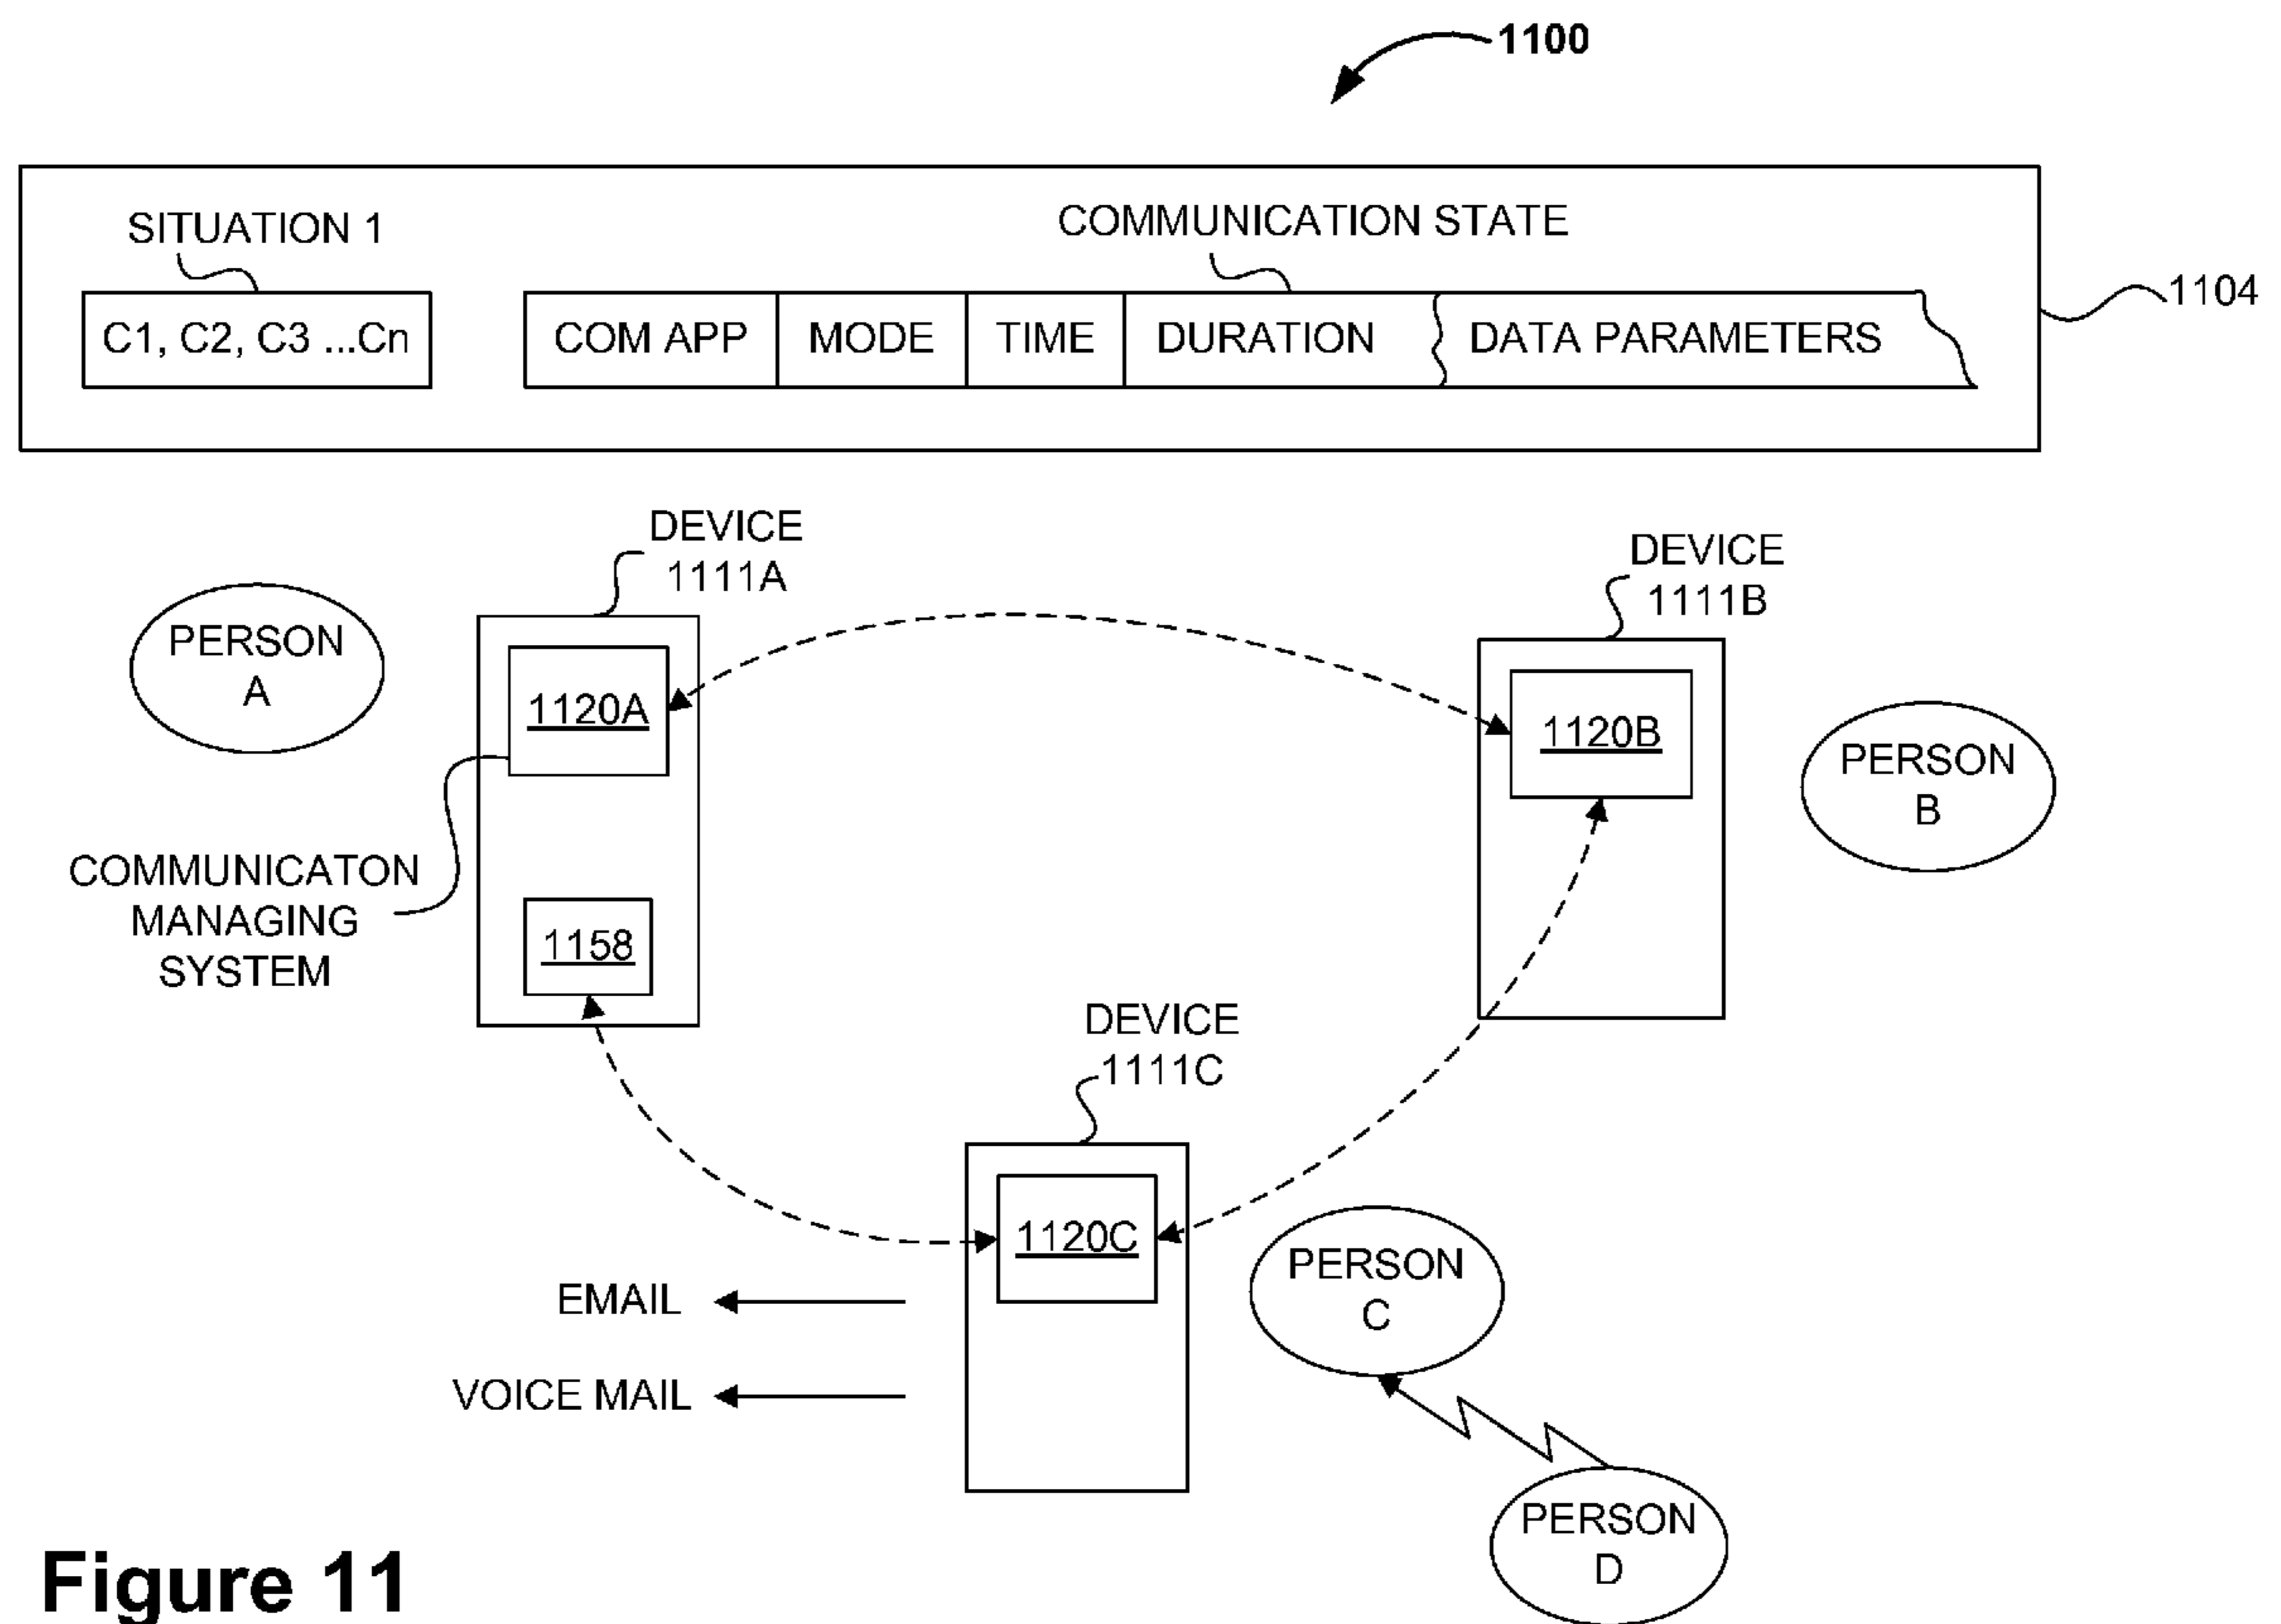 1100
SITUATION 1
COMMUNICATION STATE
1104
C1, C2, C3 ...Cn
COM APP
MODE
TIME
DURATION
DATA PARAMETERS
DEVICE
1111A
DEVICE
1111B
PERSON
A
1120A
1120B
PERSON
B
COMMUNICATON
MANAGING
SYSTEM
1158
DEVICE
1111C
1120C
PERSON
C
EMAIL
VOICE MAIL
PERSON
D
Figure 11